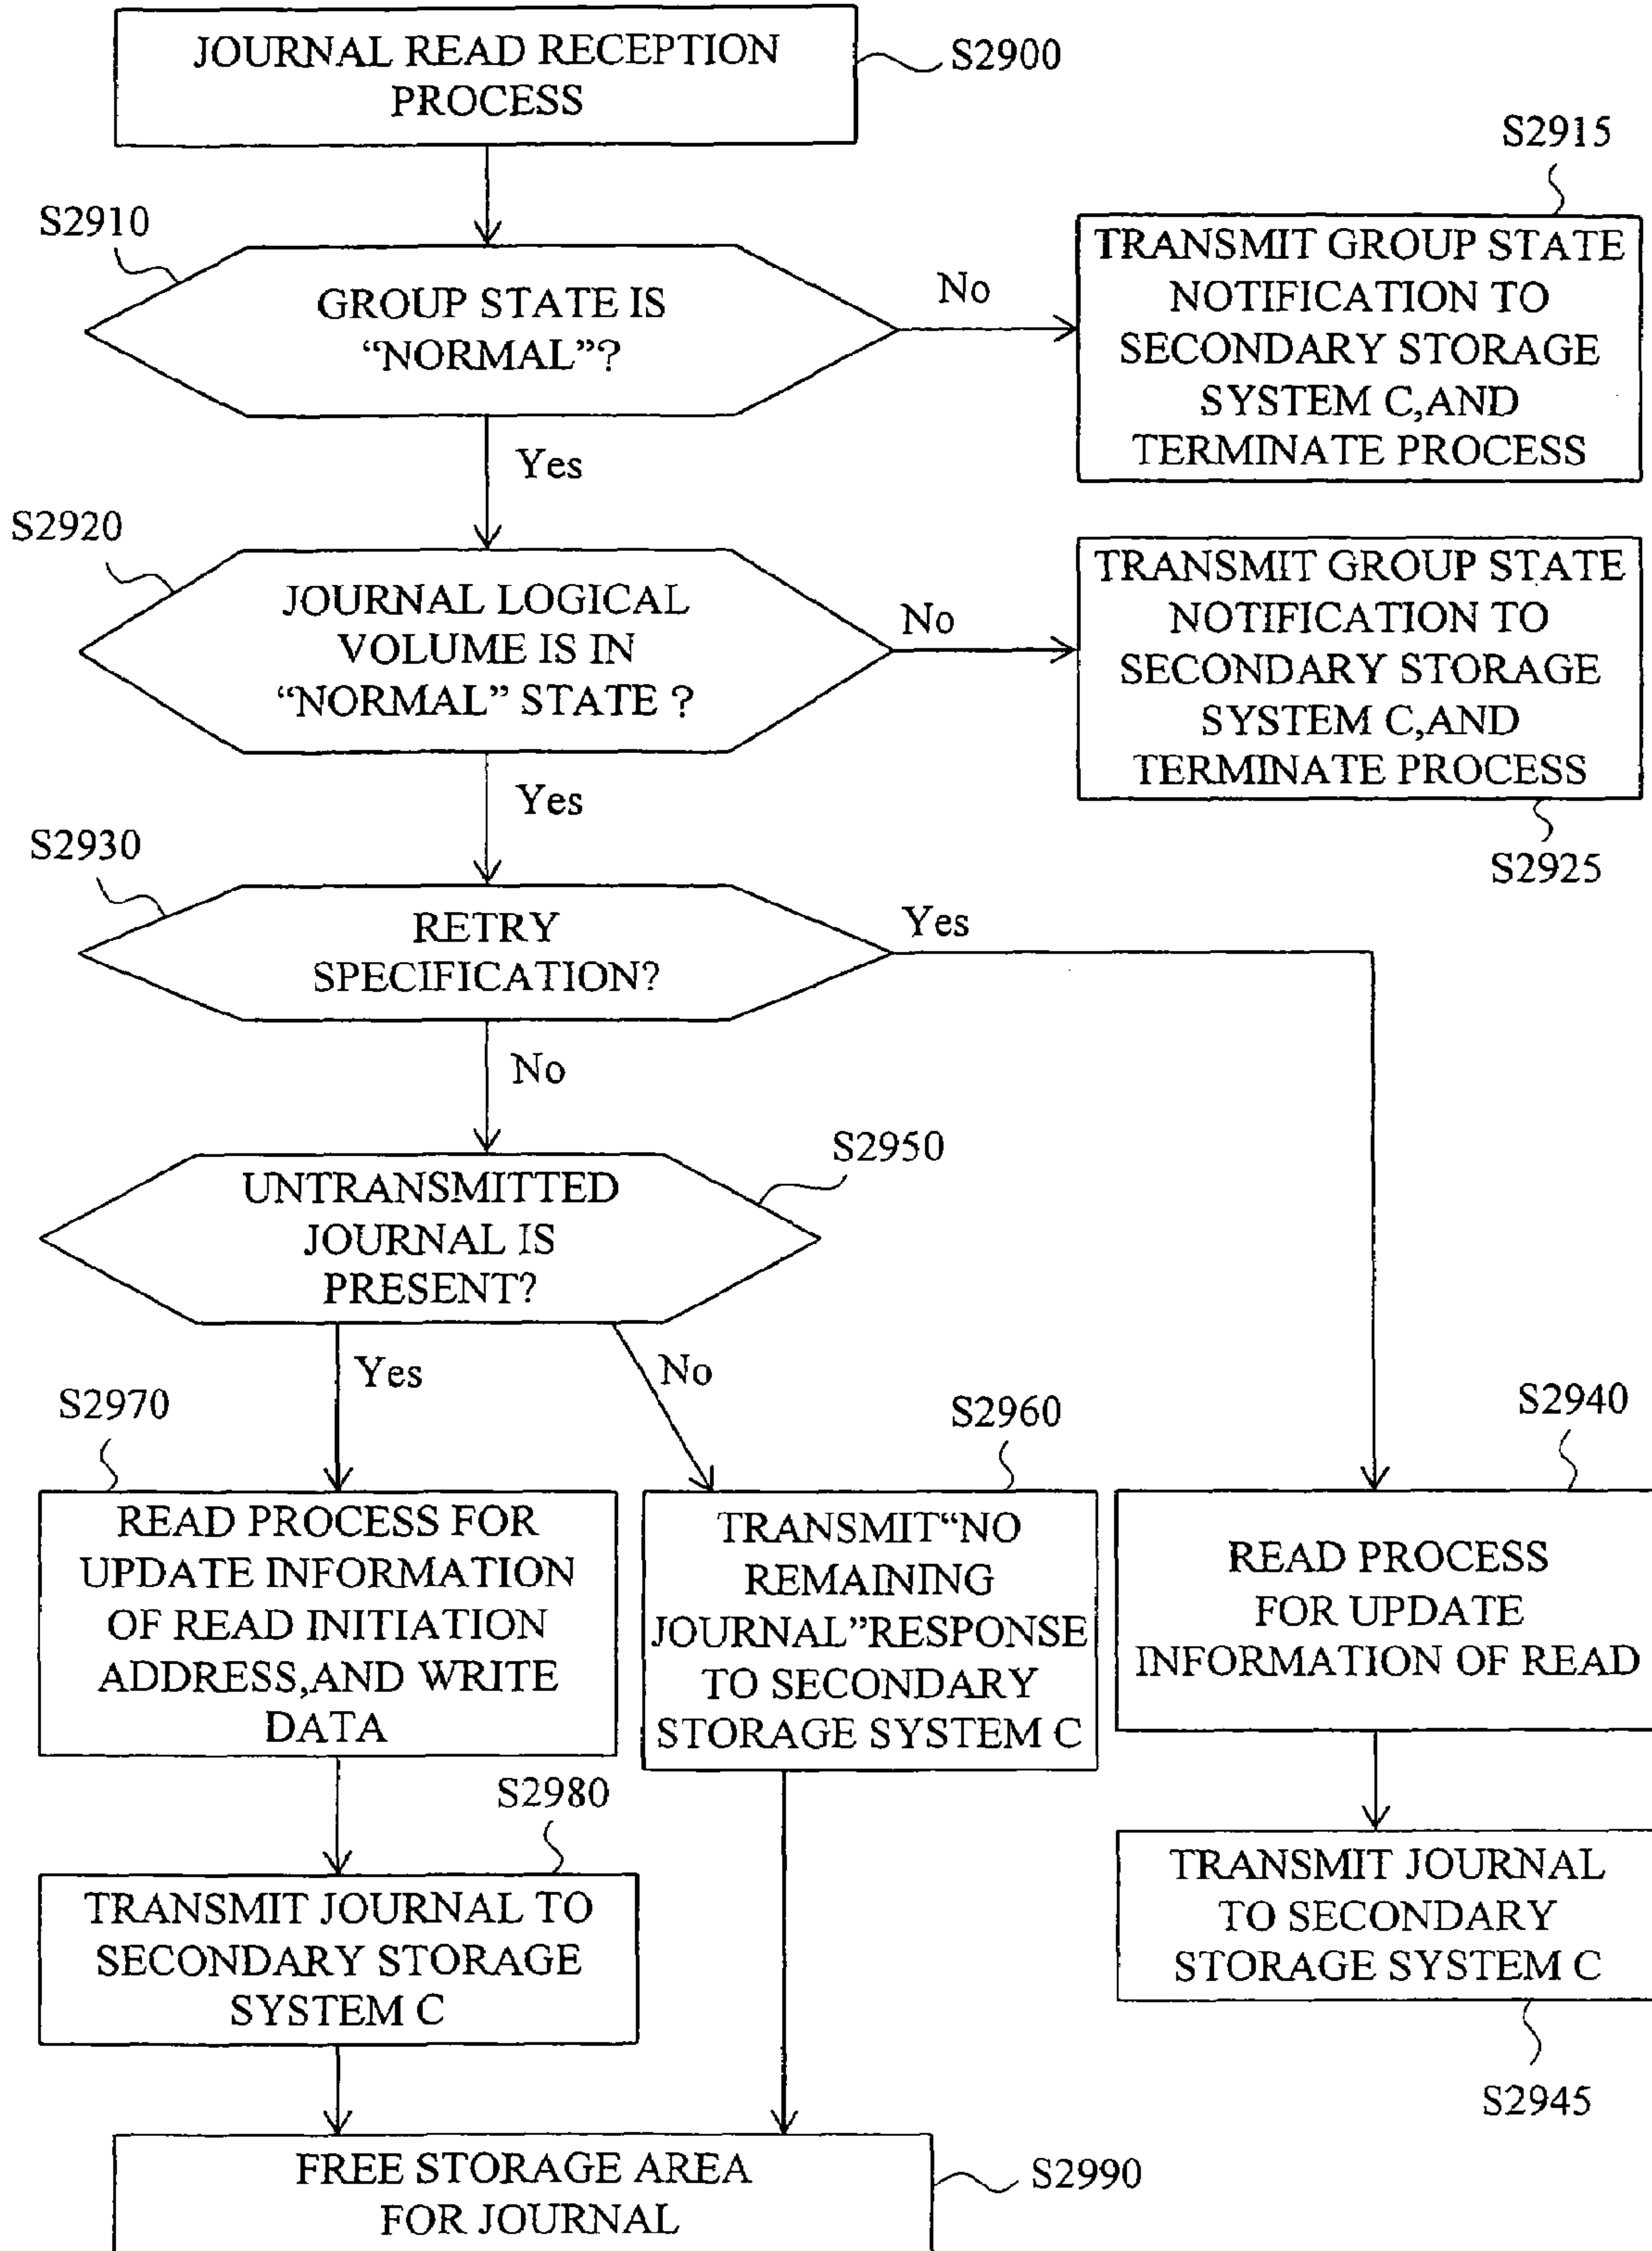 JOURNAL READ RECEPTION
PROCESS
S2900
S2915
S2910
GROUP STATE IS
“NORMAL”?
No
TRANSMIT GROUP STATE
NOTIFICATION TO
SECONDARY STORAGE
SYSTEM C,AND
TERMINATE PROCESS
Yes
S2920
JOURNAL LOGICAL
VOLUME IS IN
“NORMAL” STATE ?
No
TRANSMIT GROUP STATE
NOTIFICATION TO
SECONDARY STORAGE
SYSTEM C,AND
TERMINATE PROCESS
S2925
Yes
S2930
RETRY
SPECIFICATION?
Yes
No
S2950
UNTRANSMITTED
JOURNAL IS
PRESENT?
Yes
No
S2970
READ PROCESS FOR
UPDATE INFORMATION
OF READ INITIATION
ADDRESS,AND WRITE
DATA
S2960
TRANSMIT“NO
REMAINING
JOURNAL”RESPONSE
TO SECONDARY
STORAGE SYSTEM C
S2940
READ PROCESS
FOR UPDATE
INFORMATION OF READ
S2980
TRANSMIT JOURNAL TO
SECONDARY STORAGE
SYSTEM C
TRANSMIT JOURNAL
TO SECONDARY
STORAGE SYSTEM C
S2945
FREE STORAGE AREA
FOR JOURNAL
S2990